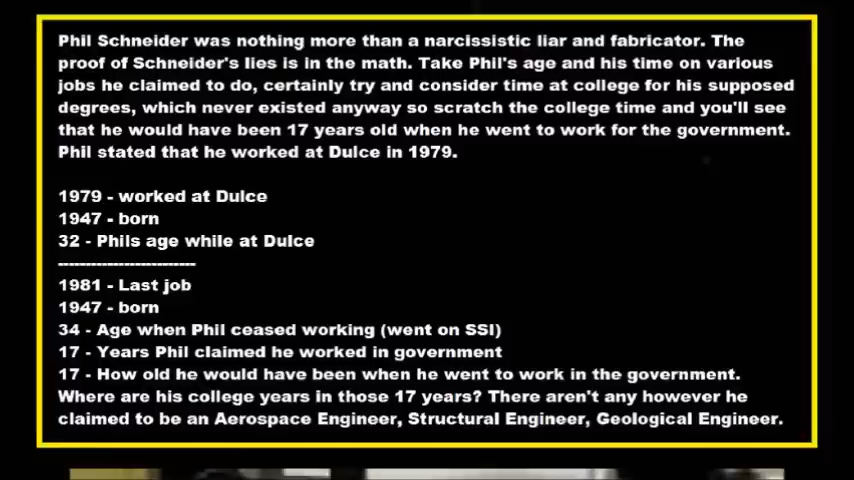 Phil Schneider was nothing more than a narcissistic liar and fabricator. The
proof of Schneider's lies is in the math. Take Phil's age and his time on various
jobs he claimed to do, certainly try and consider time at college for his supposed
degrees, which never existed anyway so scratch the college time and you'll see
that he would have been 17 years old when he went to work for the government.
Phil stated that he worked at Dulce in 1979.
1979 - worked at Dulce
1947 - born
32 - Phils age while at Dulce
-------------------------
1981 - Last job
1947 - born
34 - Age when Phil ceased working (went on SSI)
17 - Years Phil claimed he worked in government
17 - How old he would have been when he went to work in the government.
Where are his college years in those 17 years? There aren't any however he
claimed to be an Aerospace Engineer, Structural Engineer, Geological Engineer.